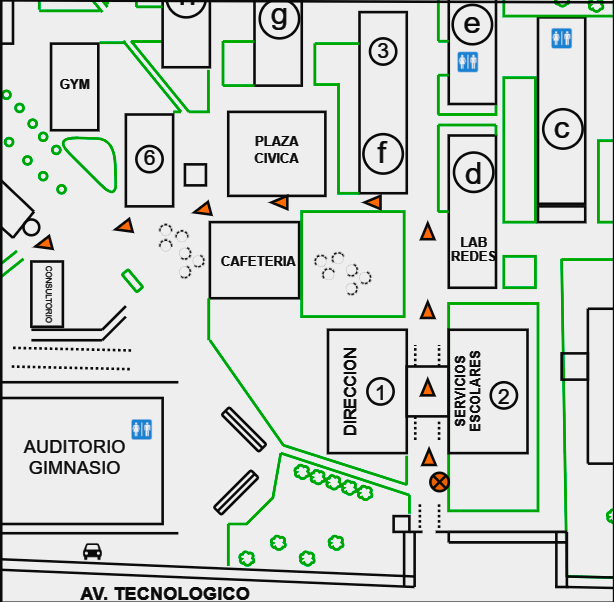 g
e
3
GYM
PLAZA
CIVICA
6
f
c
d
LAB
REDES
CAFETERIA
CONSULTORIO
DIRECCION
1
SERVICIOS
ESCOLARES
2
AUDITORIO
GIMNASIO
AV. TECNOLOGICO